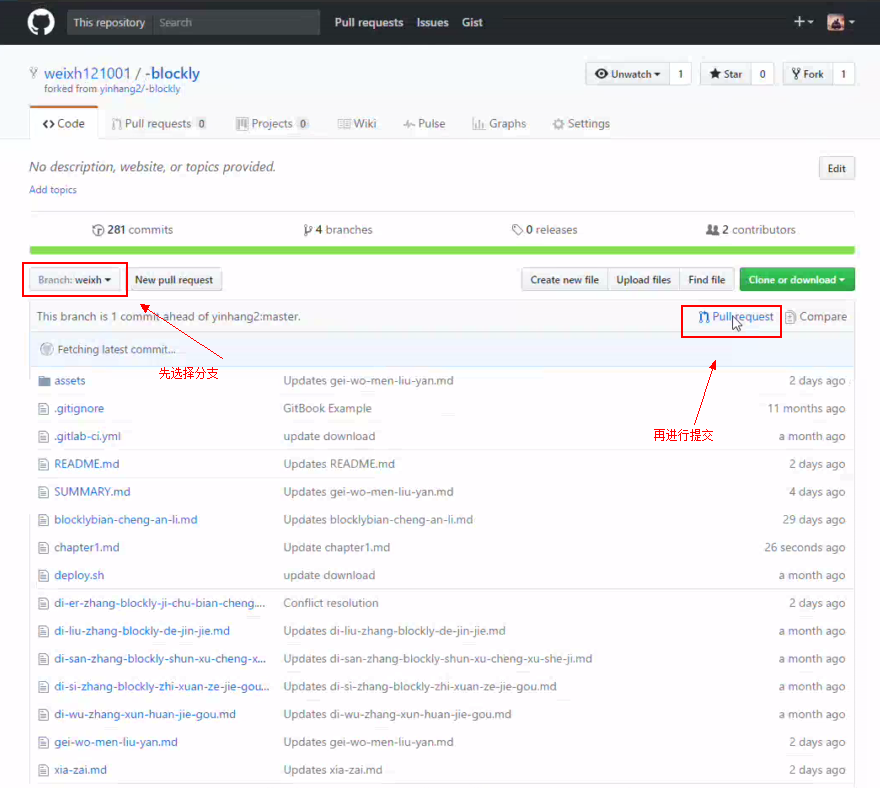 This repository Search Pull requests Issues Gist
weixh121001 / -blockly
Unwatch 1 Star 0 Fork 1
forked from yinhang2/-blockly
Code Pull requests 0 Projects 0 Wiki Pulse Graphs Settings
No description, website, or topics provided. Edit
Add topics
281 commits 4 branches 0 releases 2 contributors
Branch: weixh New pull request Create new file Upload files Find file Clone or download
This branch is 1 commit ahead of yinhang2:master. Pull request Compare
Fetching latest commit...
先选择分支
assets Updates gei-wo-men-liu-yan.md 2 days ago
.gitignore GitBook Example 11 months ago
再进行提交
.gitlab-ci.yml update download a month ago
README.md Updates README.md 2 days ago
SUMMARY.md Updates gei-wo-men-liu-yan.md 4 days ago
blocklybian-cheng-an-li.md Updates blocklybian-cheng-an-li.md 29 days ago
chapter1.md Update chapter1.md 26 seconds ago
deploy.sh update download a month ago
di-er-zhang-blockly-ji-chu-bian-cheng.... Conflict resolution 2 days ago
di-liu-zhang-blockly-de-jin-jie.md Updates di-liu-zhang-blockly-de-jin-jie.md a month ago
di-san-zhang-blockly-shun-xu-cheng-x... Updates di-san-zhang-blockly-shun-xu-cheng-xu-she-ji.md a month ago
di-si-zhang-blockly-zhi-xuan-ze-jie-gou... Updates di-si-zhang-blockly-zhi-xuan-ze-jie-gou.md a month ago
di-wu-zhang-xun-huan-jie-gou.md Updates di-wu-zhang-xun-huan-jie-gou.md a month ago
gei-wo-men-liu-yan.md Updates gei-wo-men-liu-yan.md 2 days ago
xia-zai.md Updates xia-zai.md 2 days ago